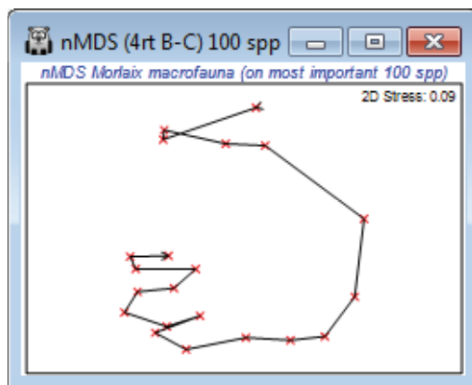 nMDS (4rt B-C) 100 spp
nMDS Morlaix macrofauna (on most important 100 spp)
2D Stress: 0.09